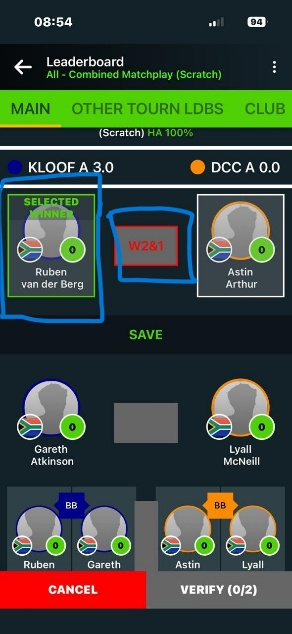 08:54
94
Leaderboard
All - Combined Matchplay (Scratch)
MAIN OTHER TOURN LDBS CLUB
(Scratch) HA 100%
KLOOF A 3.0 DCC A 0.0
SELECTED
WINNER
0
Ruben
van der Berg
W2&1
0
Astin
Arthur
SAVE
0
Gareth
Atkinson
0
Lyall
McNeill
BB
0
Ruben
0
Gareth
BB
0
Astin
0
Lyall
CANCEL
VERIFY (0/2)